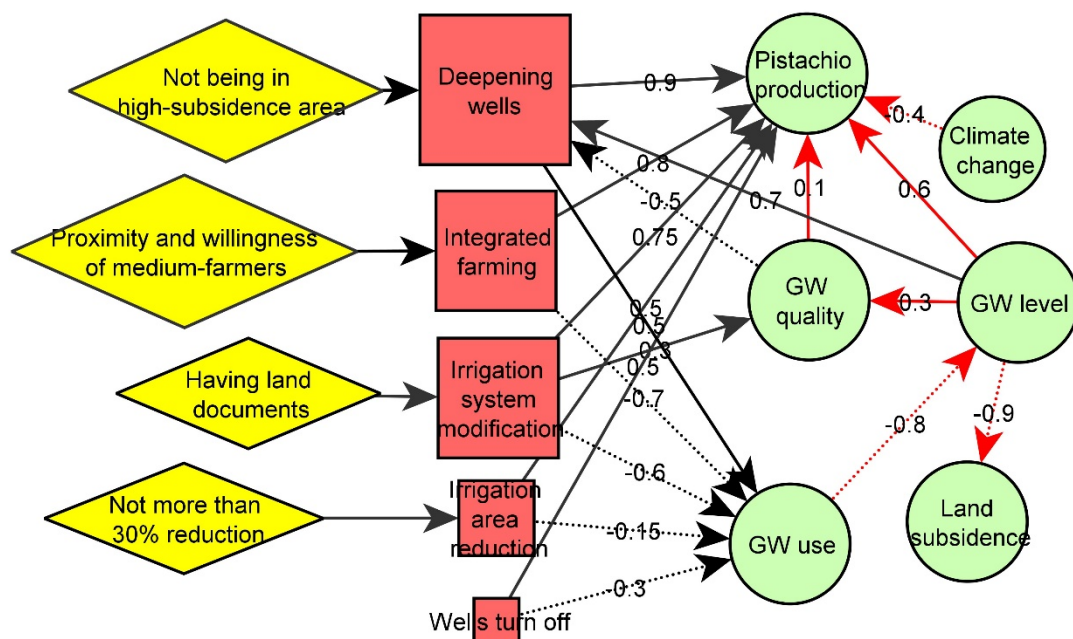 Not being in
high-subsidence area
Deepening
wells
Pistachio
production
Climate
change
Proximity and willingness
of medium-farmers
Integrated
farming
GW
quality
GW level
Having land
documents
Irrigation
system
modification
Not more than
30% reduction
Irrigation
area
reduction
GW use
Land
subsidence
Wells turn off
0.9
-0.4
0.8
-0.5
0.7
0.1
0.6
0.75
0.3
0.5
0.5
0.3
0.5
-0.7
-0.8
-0.9
-0.6
-0.15
-0.3